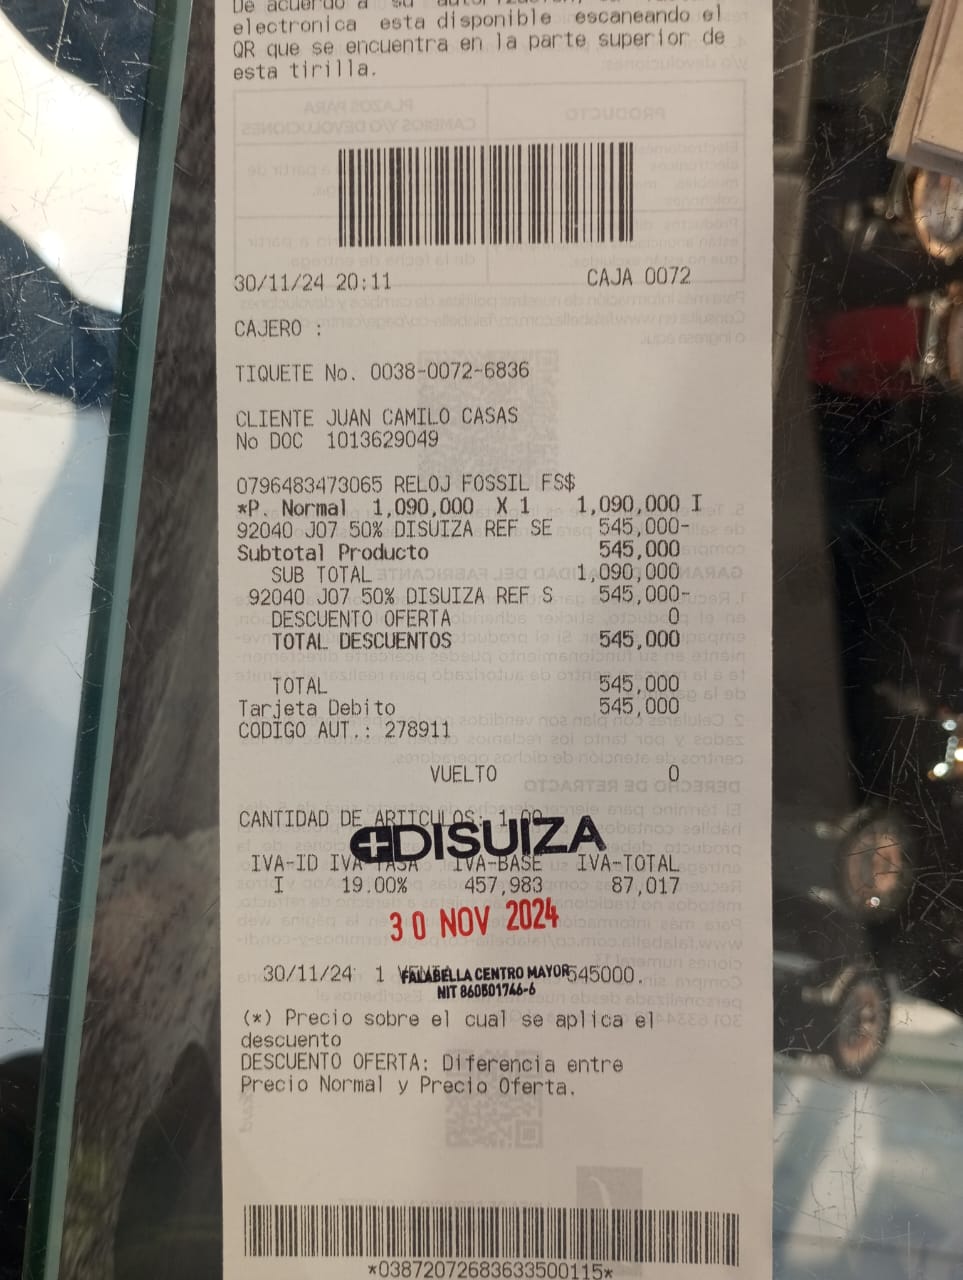 De acuerdo a su autorización, su
electronica esta disponible escaneando el
QR que se encuentra en la parte superior de
esta tirilla.
30/11/24 20:11 CAJA 0072
CAJERO :
TIQUETE No. 0038-0072-6836
CLIENTE JUAN CAMILO CASAS
No DOC 1013629049
0796483473065 RELOJ FOSSIL FS$
*P. Normal 1,090,000 X 1 1,090,000 I
92040 J07 50% DISUIZA REF SE 545,000-
Subtotal Producto 545,000
SUB TOTAL 1,090,000
92040 J07 50% DISUIZA REF S 545,000-
DESCUENTO OFERTA 0
TOTAL DESCUENTOS 545,000
TOTAL 545,000
Tarjeta Debito 545,000
CODIGO AUT.: 278911
VUELTO 0
CANTIDAD DE ARTICULOS: 1.00
DISUIZA
IVA-ID IVA TASA IVA-BASE IVA-TOTAL
I 19.00% 457,983 87,017
30 NOV 2024
30/11/24 1 545000.
FALABELLA CENTRO MAYOR
NIT 860501746-6
(*) Precio sobre el cual se aplica el
descuento
DESCUENTO OFERTA: Diferencia entre
Precio Normal y Precio Oferta.
*03872072683633500115*